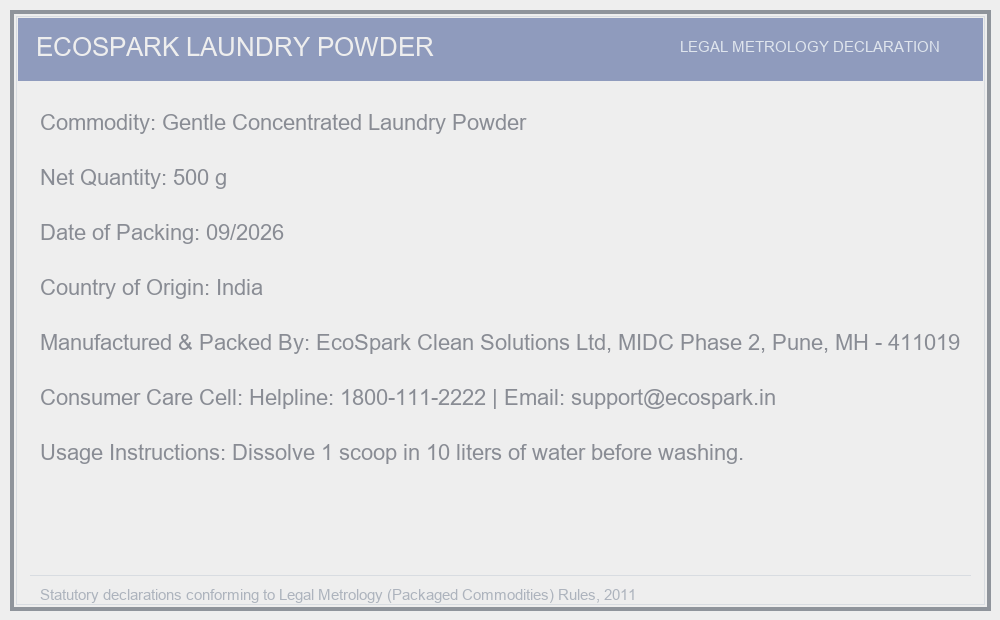 ECOSPARK LAUNDRY POWDER
LEGAL METROLOGY DECLARATION
Commodity: Gentle Concentrated Laundry Powder
Net Quantity: 500 g
Date of Packing: 09/2026
Country of Origin: India
Manufactured & Packed By: EcoSpark Clean Solutions Ltd, MIDC Phase 2, Pune, MH - 411019
Consumer Care Cell: Helpline: 1800-111-2222 | Email: support@ecospark.in
Usage Instructions: Dissolve 1 scoop in 10 liters of water before washing.
Statutory declarations conforming to Legal Metrology (Packaged Commodities) Rules, 2011